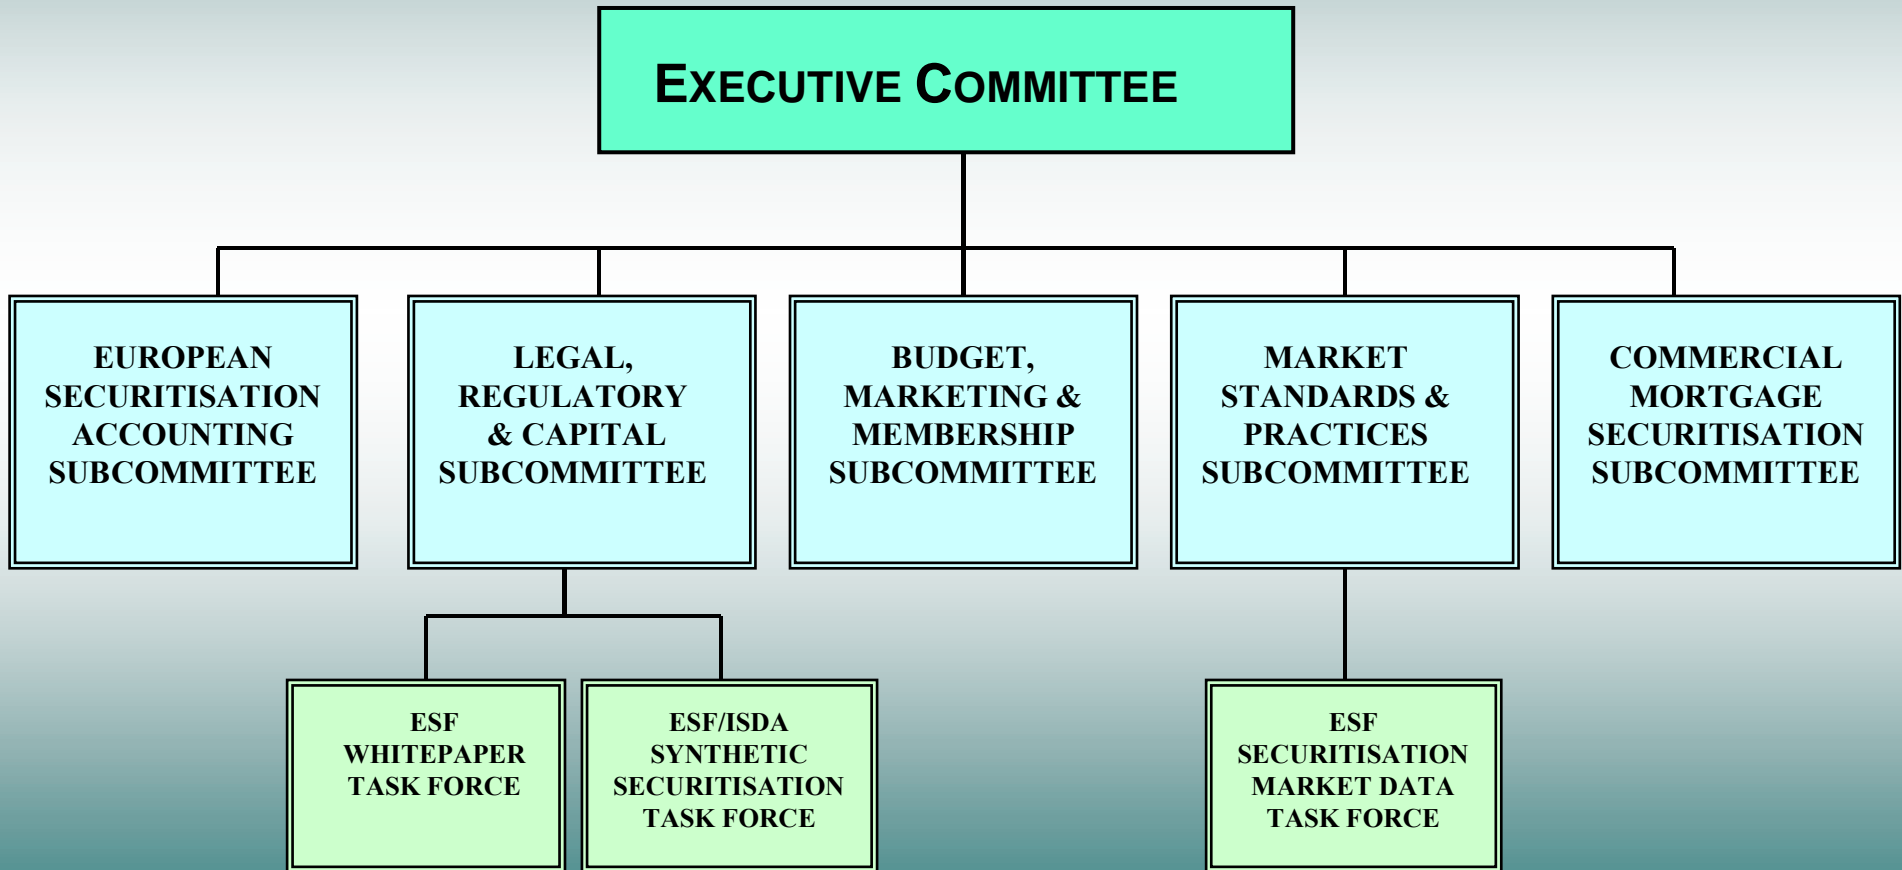 EXECUTIVE COMMITTEE
EUROPEAN
SECURITISATION
ACCOUNTING
SUBCOMMITTEE
LEGAL,
REGULATORY
& CAPITAL
SUBCOMMITTEE
BUDGET,
MARKETING &
MEMBERSHIP
SUBCOMMITTEE
MARKET
STANDARDS &
PRACTICES
SUBCOMMITTEE
COMMERCIAL
MORTGAGE
SECURITISATION
SUBCOMMITTEE
ESF
WHITEPAPER
TASK FORCE
ESF/ISDA
SYNTHETIC
SECURITISATION
TASK FORCE
ESF
SECURITISATION
MARKET DATA
TASK FORCE